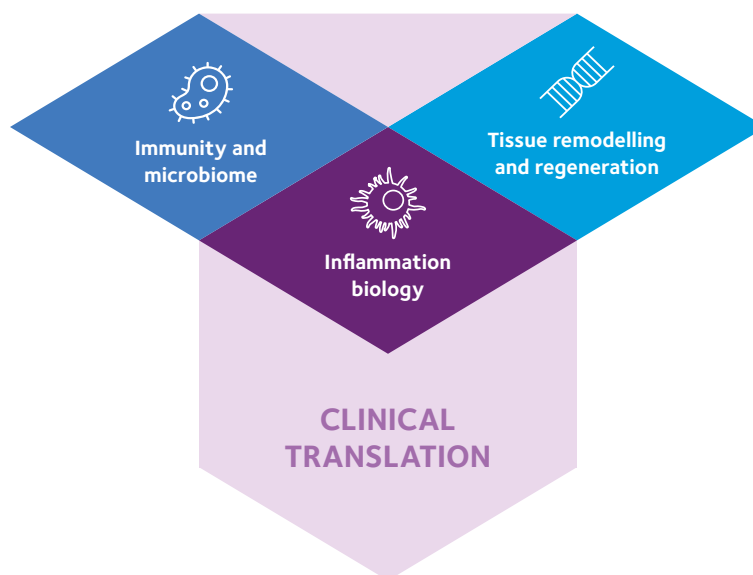 Immunity and
microbiome
Tissue remodelling
and regeneration
Inflammation
biology
CLINICAL
TRANSLATION